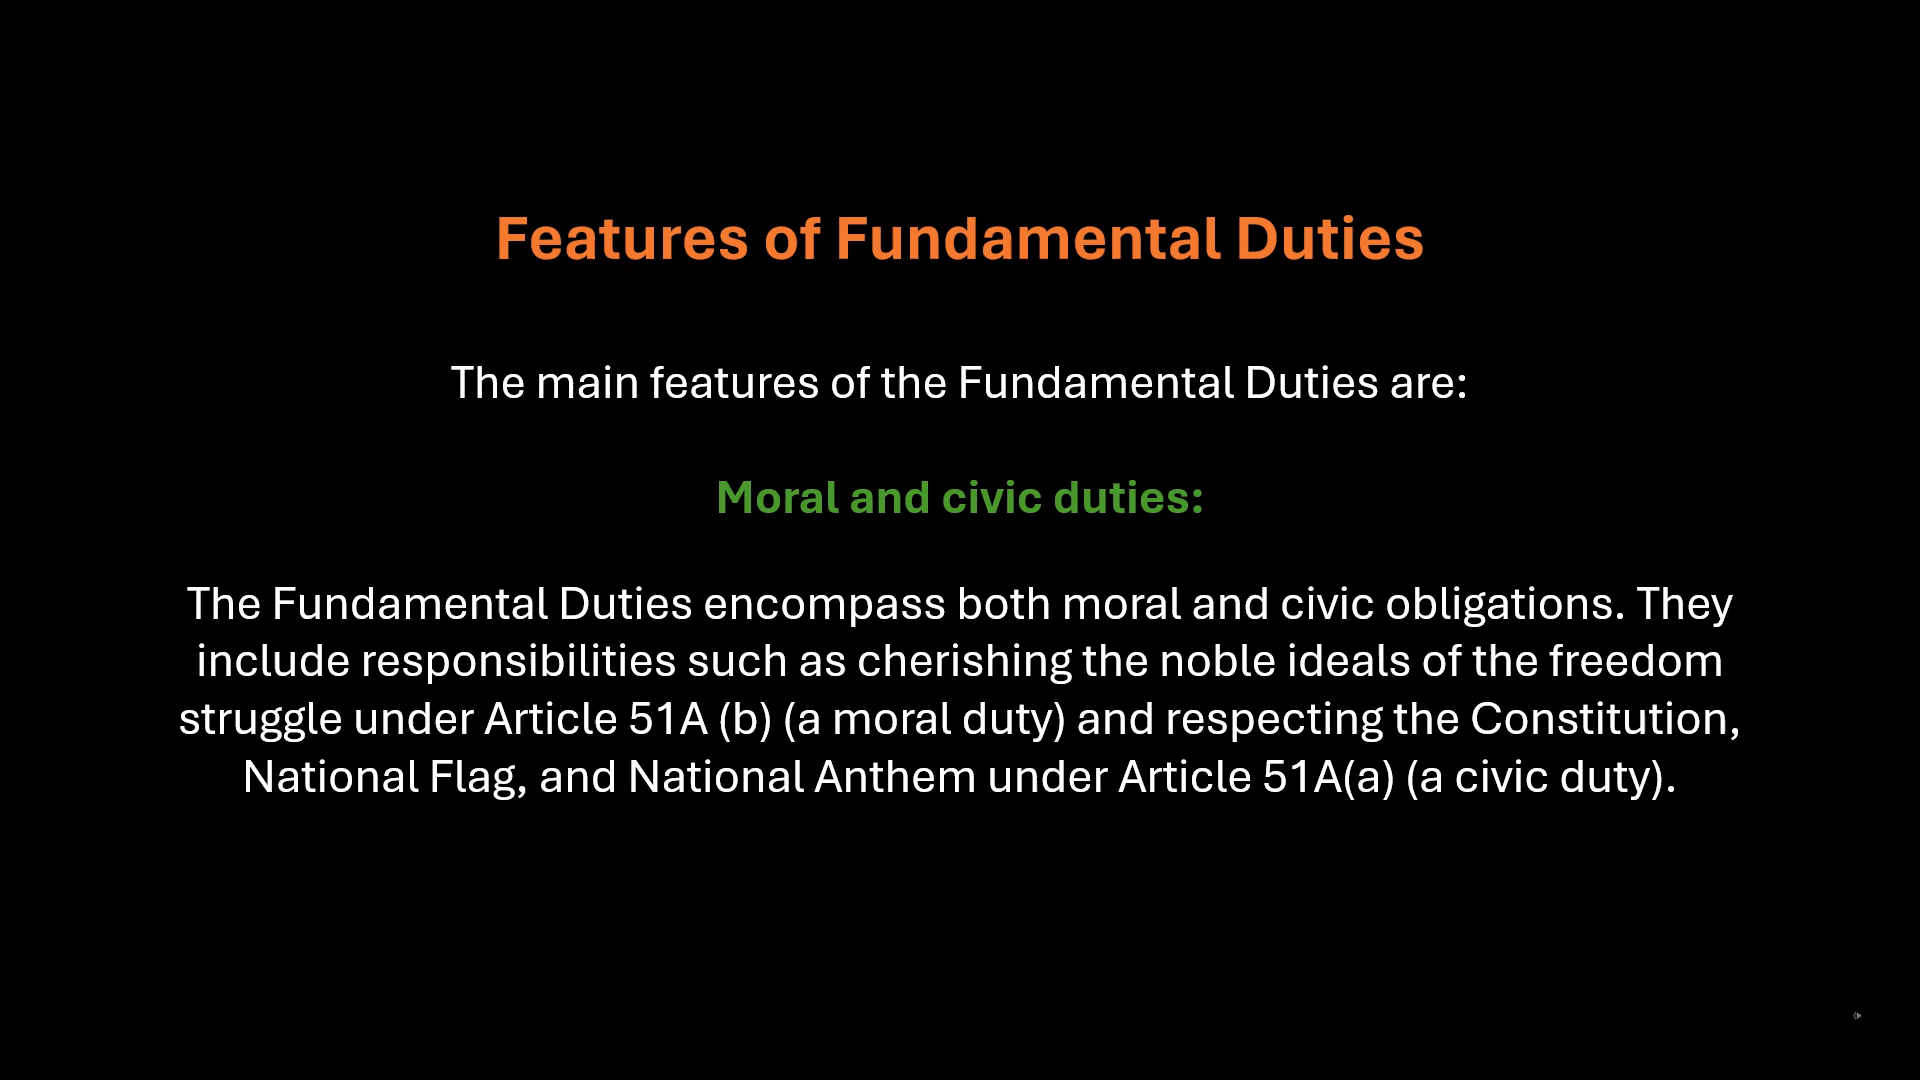 Features of Fundamental Duties
The main features of the Fundamental Duties are:
Moral and civic duties:
The Fundamental Duties encompass both moral and civic obligations. They
include responsibilities such as cherishing the noble ideals of the freedom
struggle under Article 51A (b) (a moral duty) and respecting the Constitution,
National Flag, and National Anthem under Article 51A(a) (a civic duty).